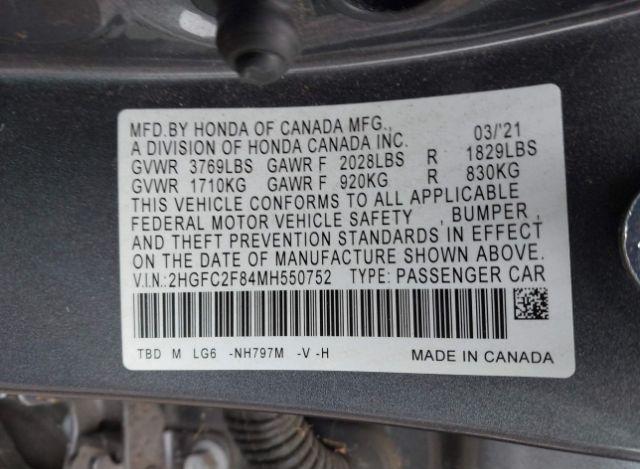 MFD.BY HONDA OF CANADA MFG., 03/'21
A DIVISION OF HONDA CANADA INC.
GVWR 3769LBS GAWR F 2028LBS R 1829LBS
GVWR 1710KG GAWR F 920KG R 830KG
THIS VEHICLE CONFORMS TO ALL APPLICABLE
FEDERAL MOTOR VEHICLE SAFETY , BUMPER ,
AND THEFT PREVENTION STANDARDS IN EFFECT
ON THE DATE OF MANUFACTURE SHOWN ABOVE.
V.I.N.:2HGFC2F84MH550752 TYPE: PASSENGER CAR
TBD M LG6 -NH797M -V -H MADE IN CANADA